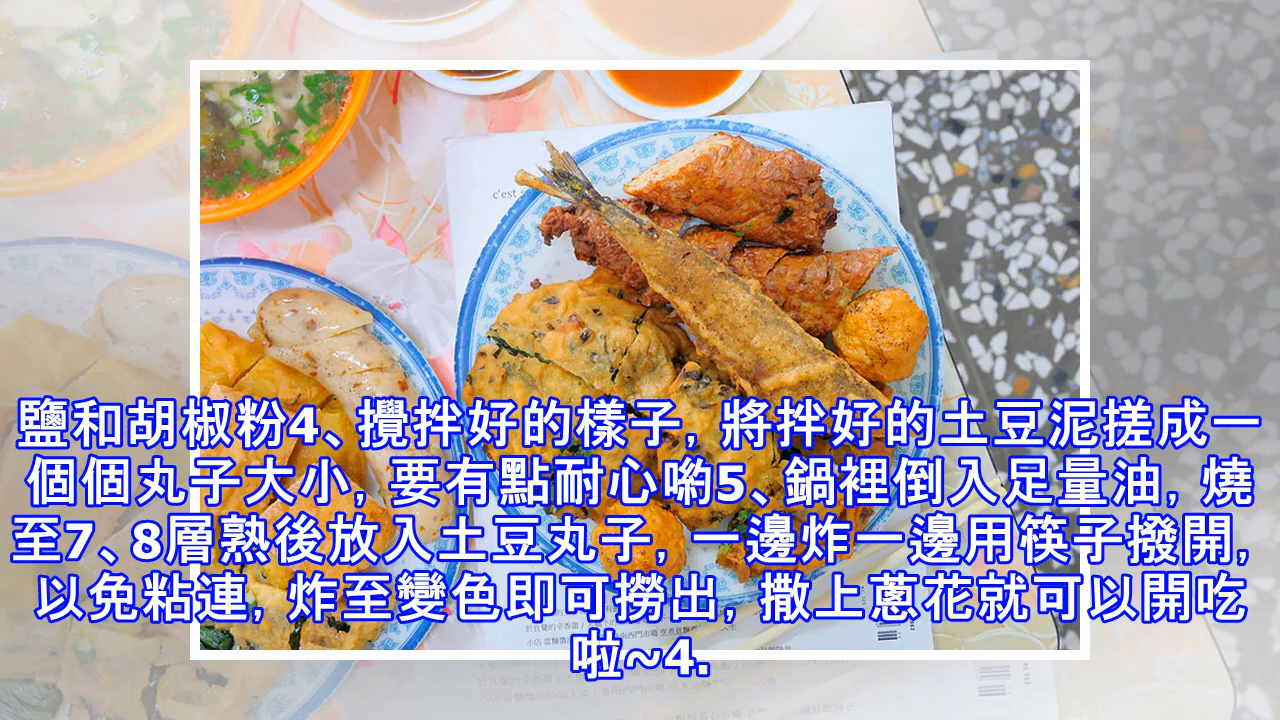 c'est
鹽和胡椒粉4、攪拌好的樣子, 將拌好的土豆泥搓成一
個個丸子大小, 要有點耐心喲5、鍋裡倒入足量油, 燒
至7、8層熟後放入土豆丸子, 一邊炸一邊用筷子撥開,
以免粘連, 炸至變色即可撈出, 撒上蔥花就可以開吃
啦~4.